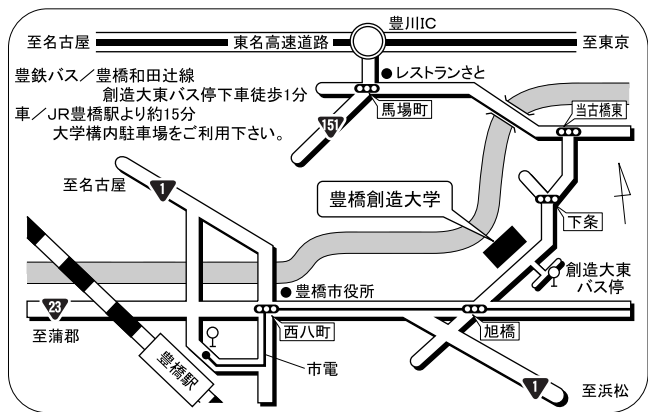 豊川IC
至名古屋
東名高速道路
至東京
豊鉄バス／豊橋和田辻線
創造大東バス停下車徒歩1分
車／JR豊橋駅より約15分
大学構内駐車場をご利用下さい。
レストランさと
馬場町
当古橋東
151
至名古屋
1
豊橋創造大学
下条
創造大東
バス停
豊橋市役所
23
西八町
旭橋
至蒲郡
豊橋駅
市電
1
至浜松